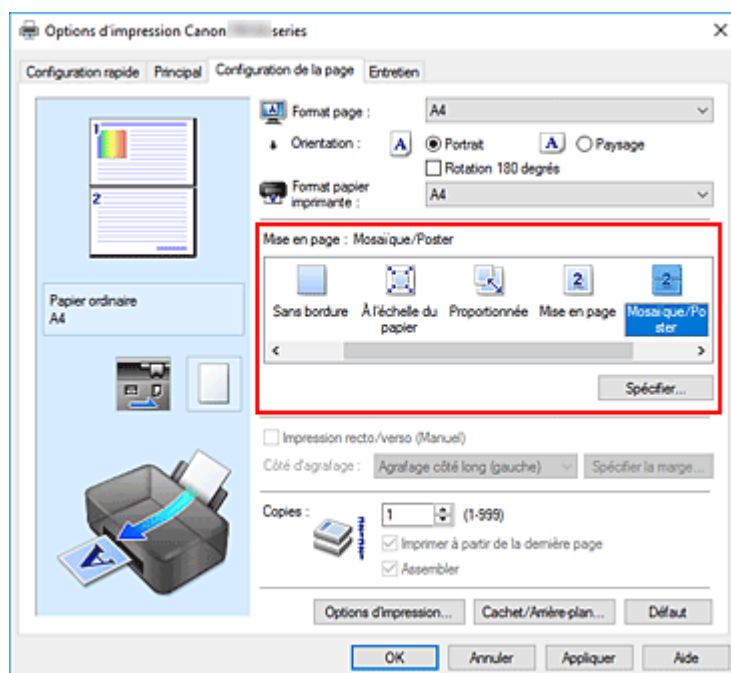 Options d'impression Canon series
Configuration rapide Principal Configuration de la page Entretien
Format page : A4
Orientation : A Portrait A Paysage
Rotation 180 degrés
Format papier
imprimante : A4
Mise en page : Mosaïque/Poster
Sans bordure À l'échelle du
papier Proportionnée Mise en page Mosaïque/Po
ster
Spécifier...
1
2
Papier ordinaire
A4
Impression recto/verso (Manuel)
Côté d'agrafage : Agrafage côté long (gauche) Spécifier la marge...
Copies : 1 (1-999)
Imprimer à partir de la dernière page
Assembler
Options d'impression... Cachet/Arrière-plan... Défaut
OK Annuler Appliquer Aide